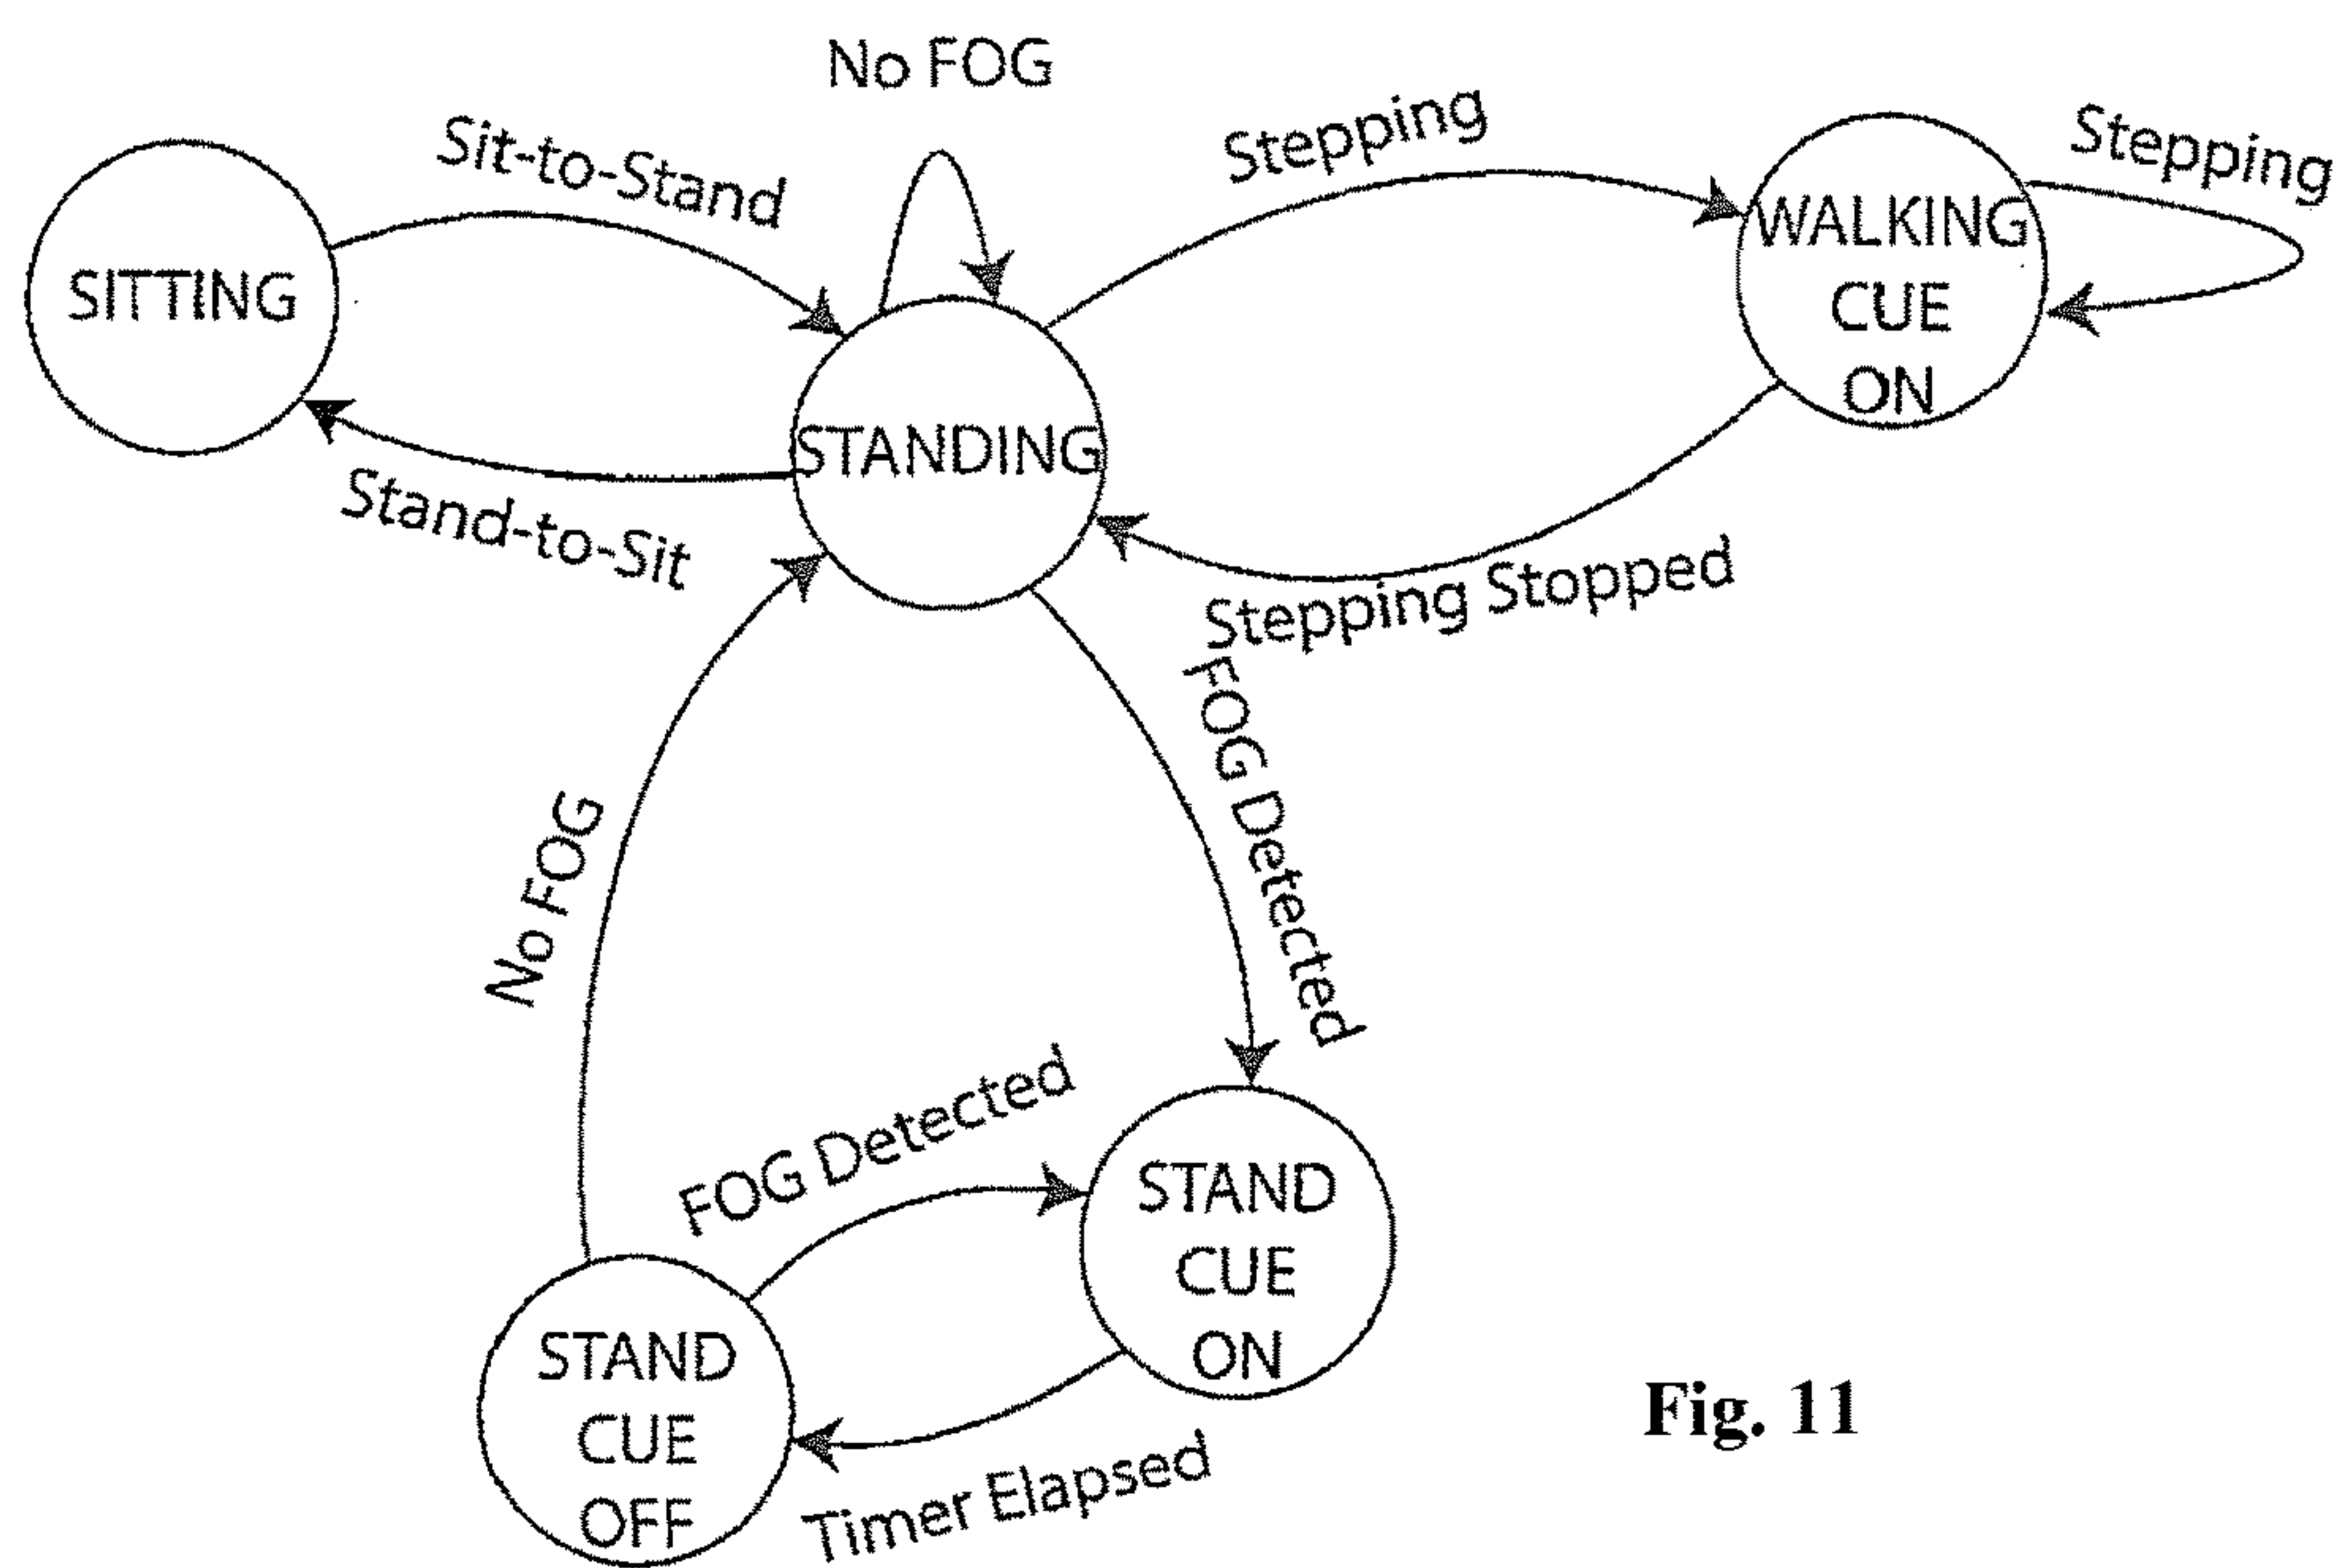 No FOG
Sit-to-Stand
Stepping
Stepping
SITTING
WALKING
CUE
ON
STANDING
Stand-to-Sit
Stepping Stopped
FOG Detected
No FOG
FOG Detected
STAND
CUE
ON
STAND
CUE
OFF
Timer Elapsed
Fig. 11